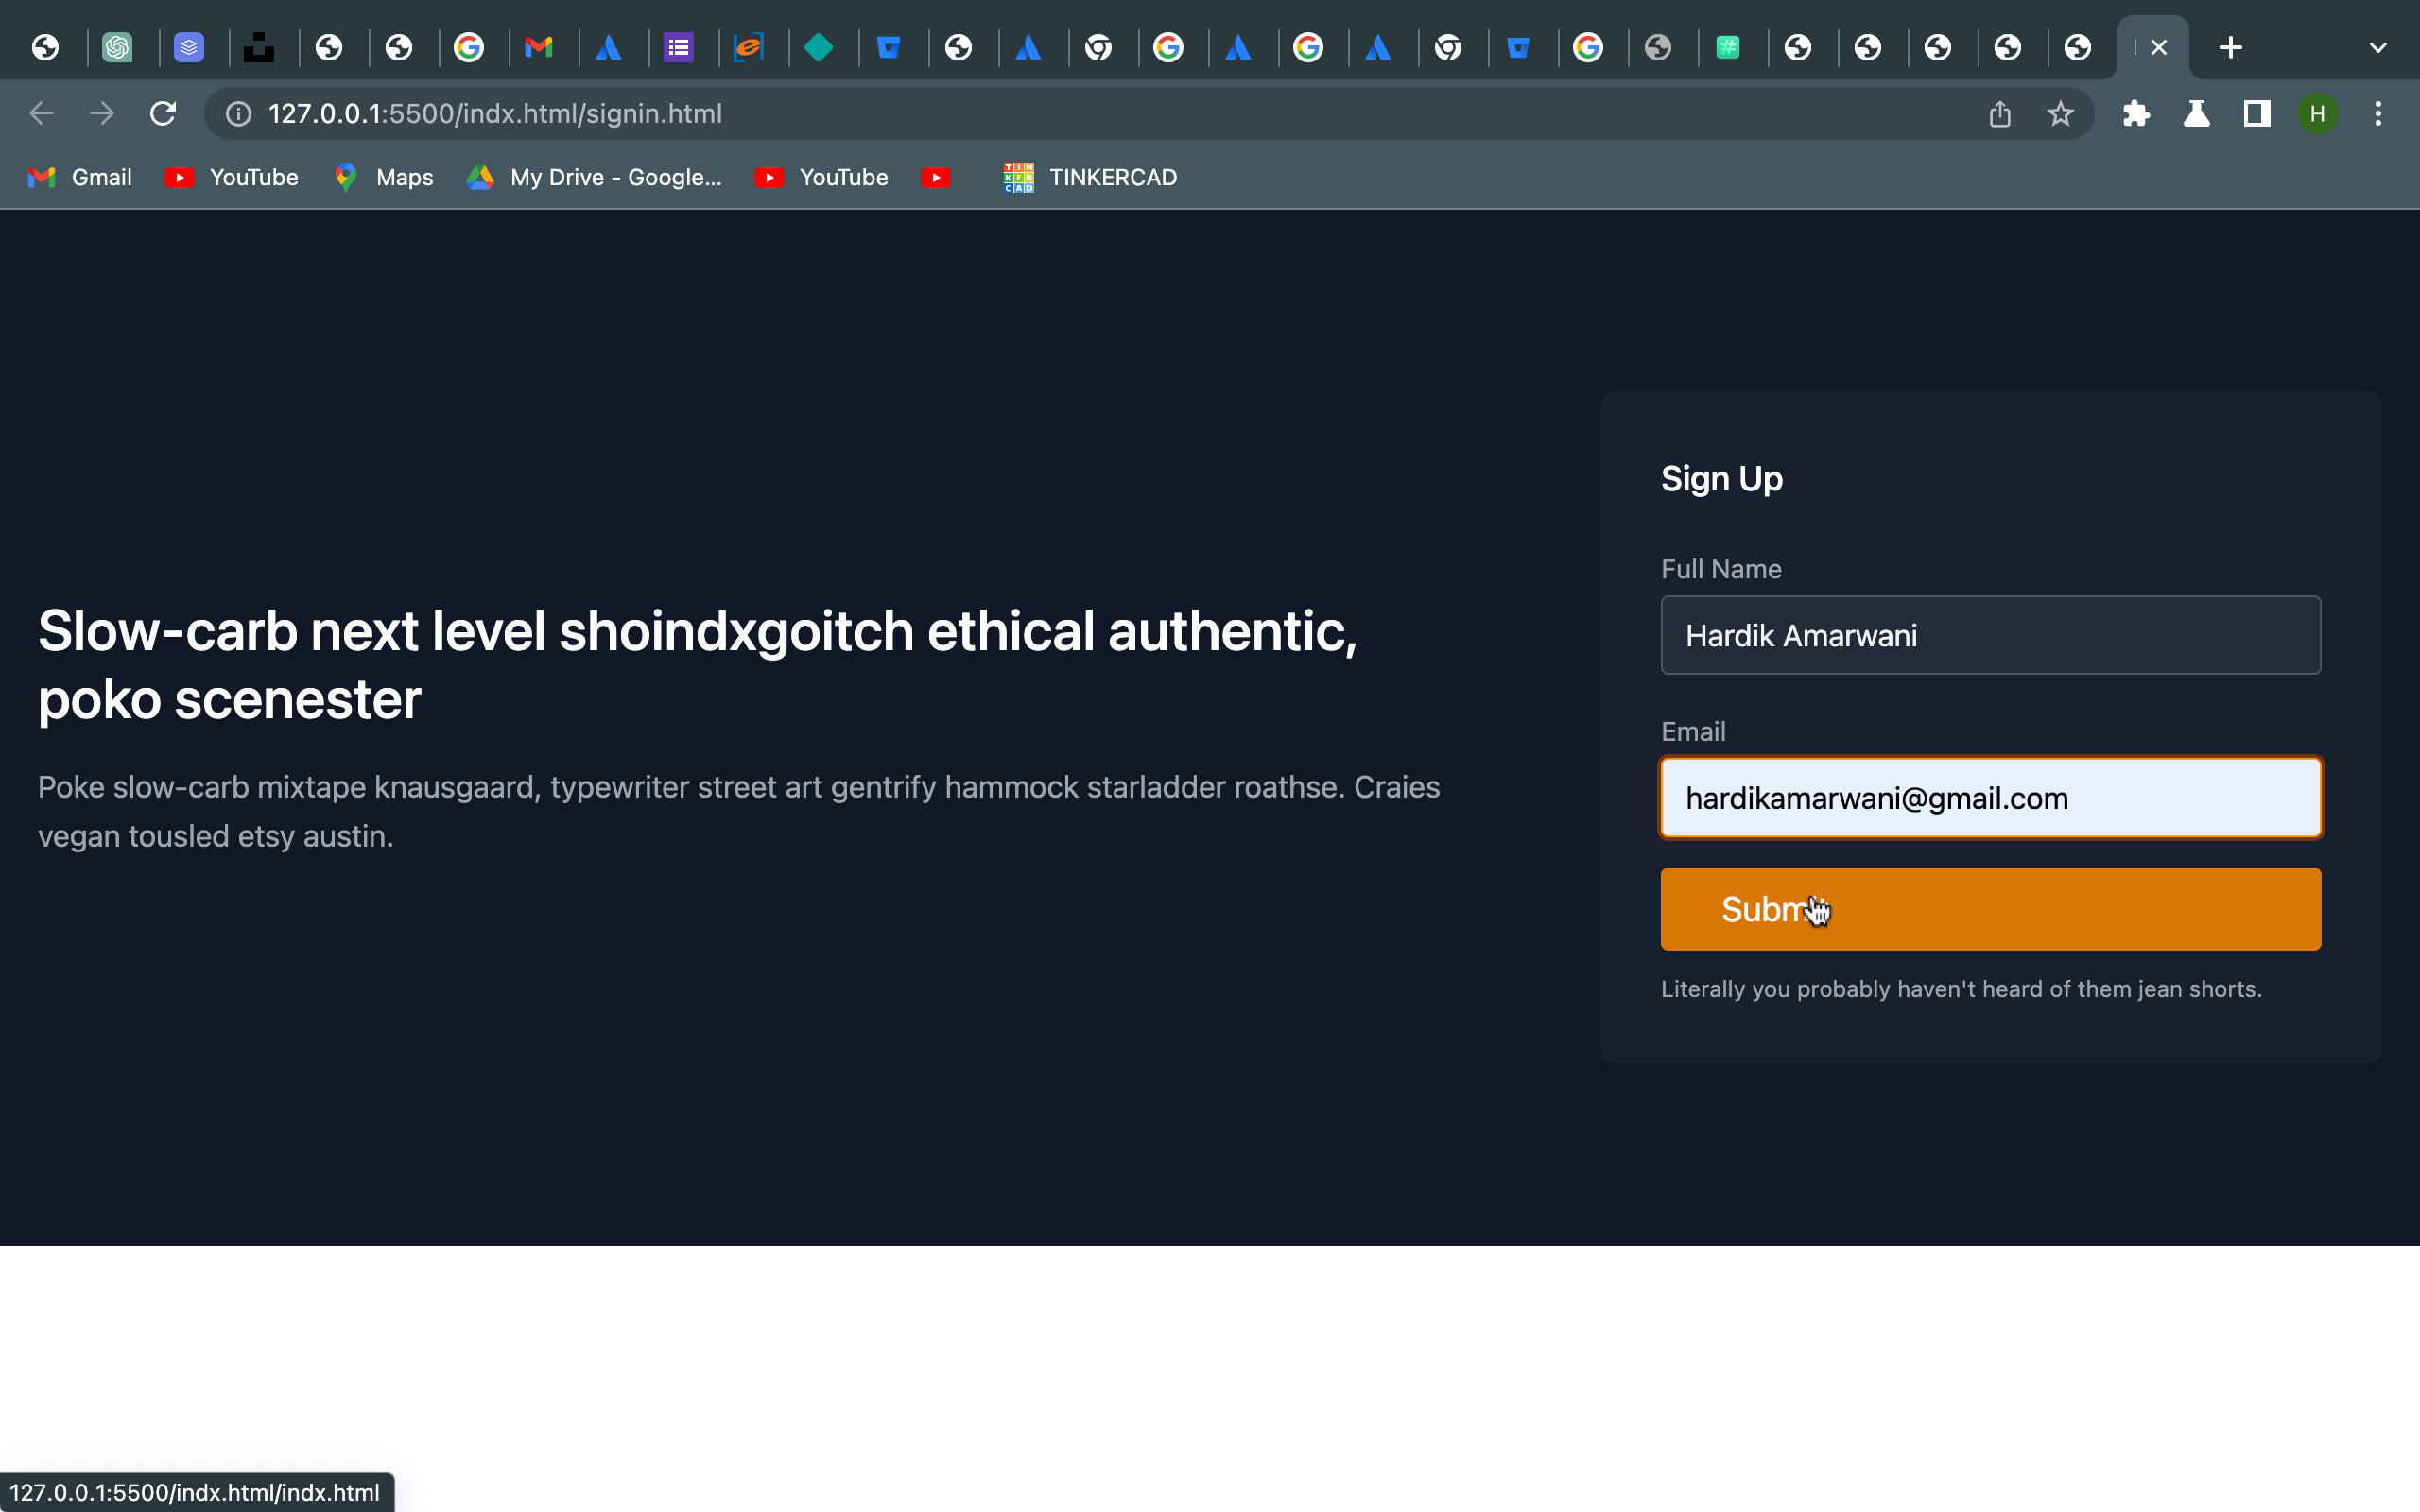 127.0.0.1:5500/indx.html/signin.html
H
Gmail
YouTube
Maps
My Drive - Google...
YouTube
TINKERCAD
Sign Up
Full Name
Hardik Amarwani
Slow-carb next level shoindxgoitch ethical authentic,
poko scenester
Email
Poke slow-carb mixtape knausgaard, typewriter street art gentrify hammock starladder roathse. Craies
vegan tousled etsy austin.
hardikamarwani@gmail.com
Submit
Literally you probably haven't heard of them jean shorts.
127.0.0.1:5500/indx.html/indx.html